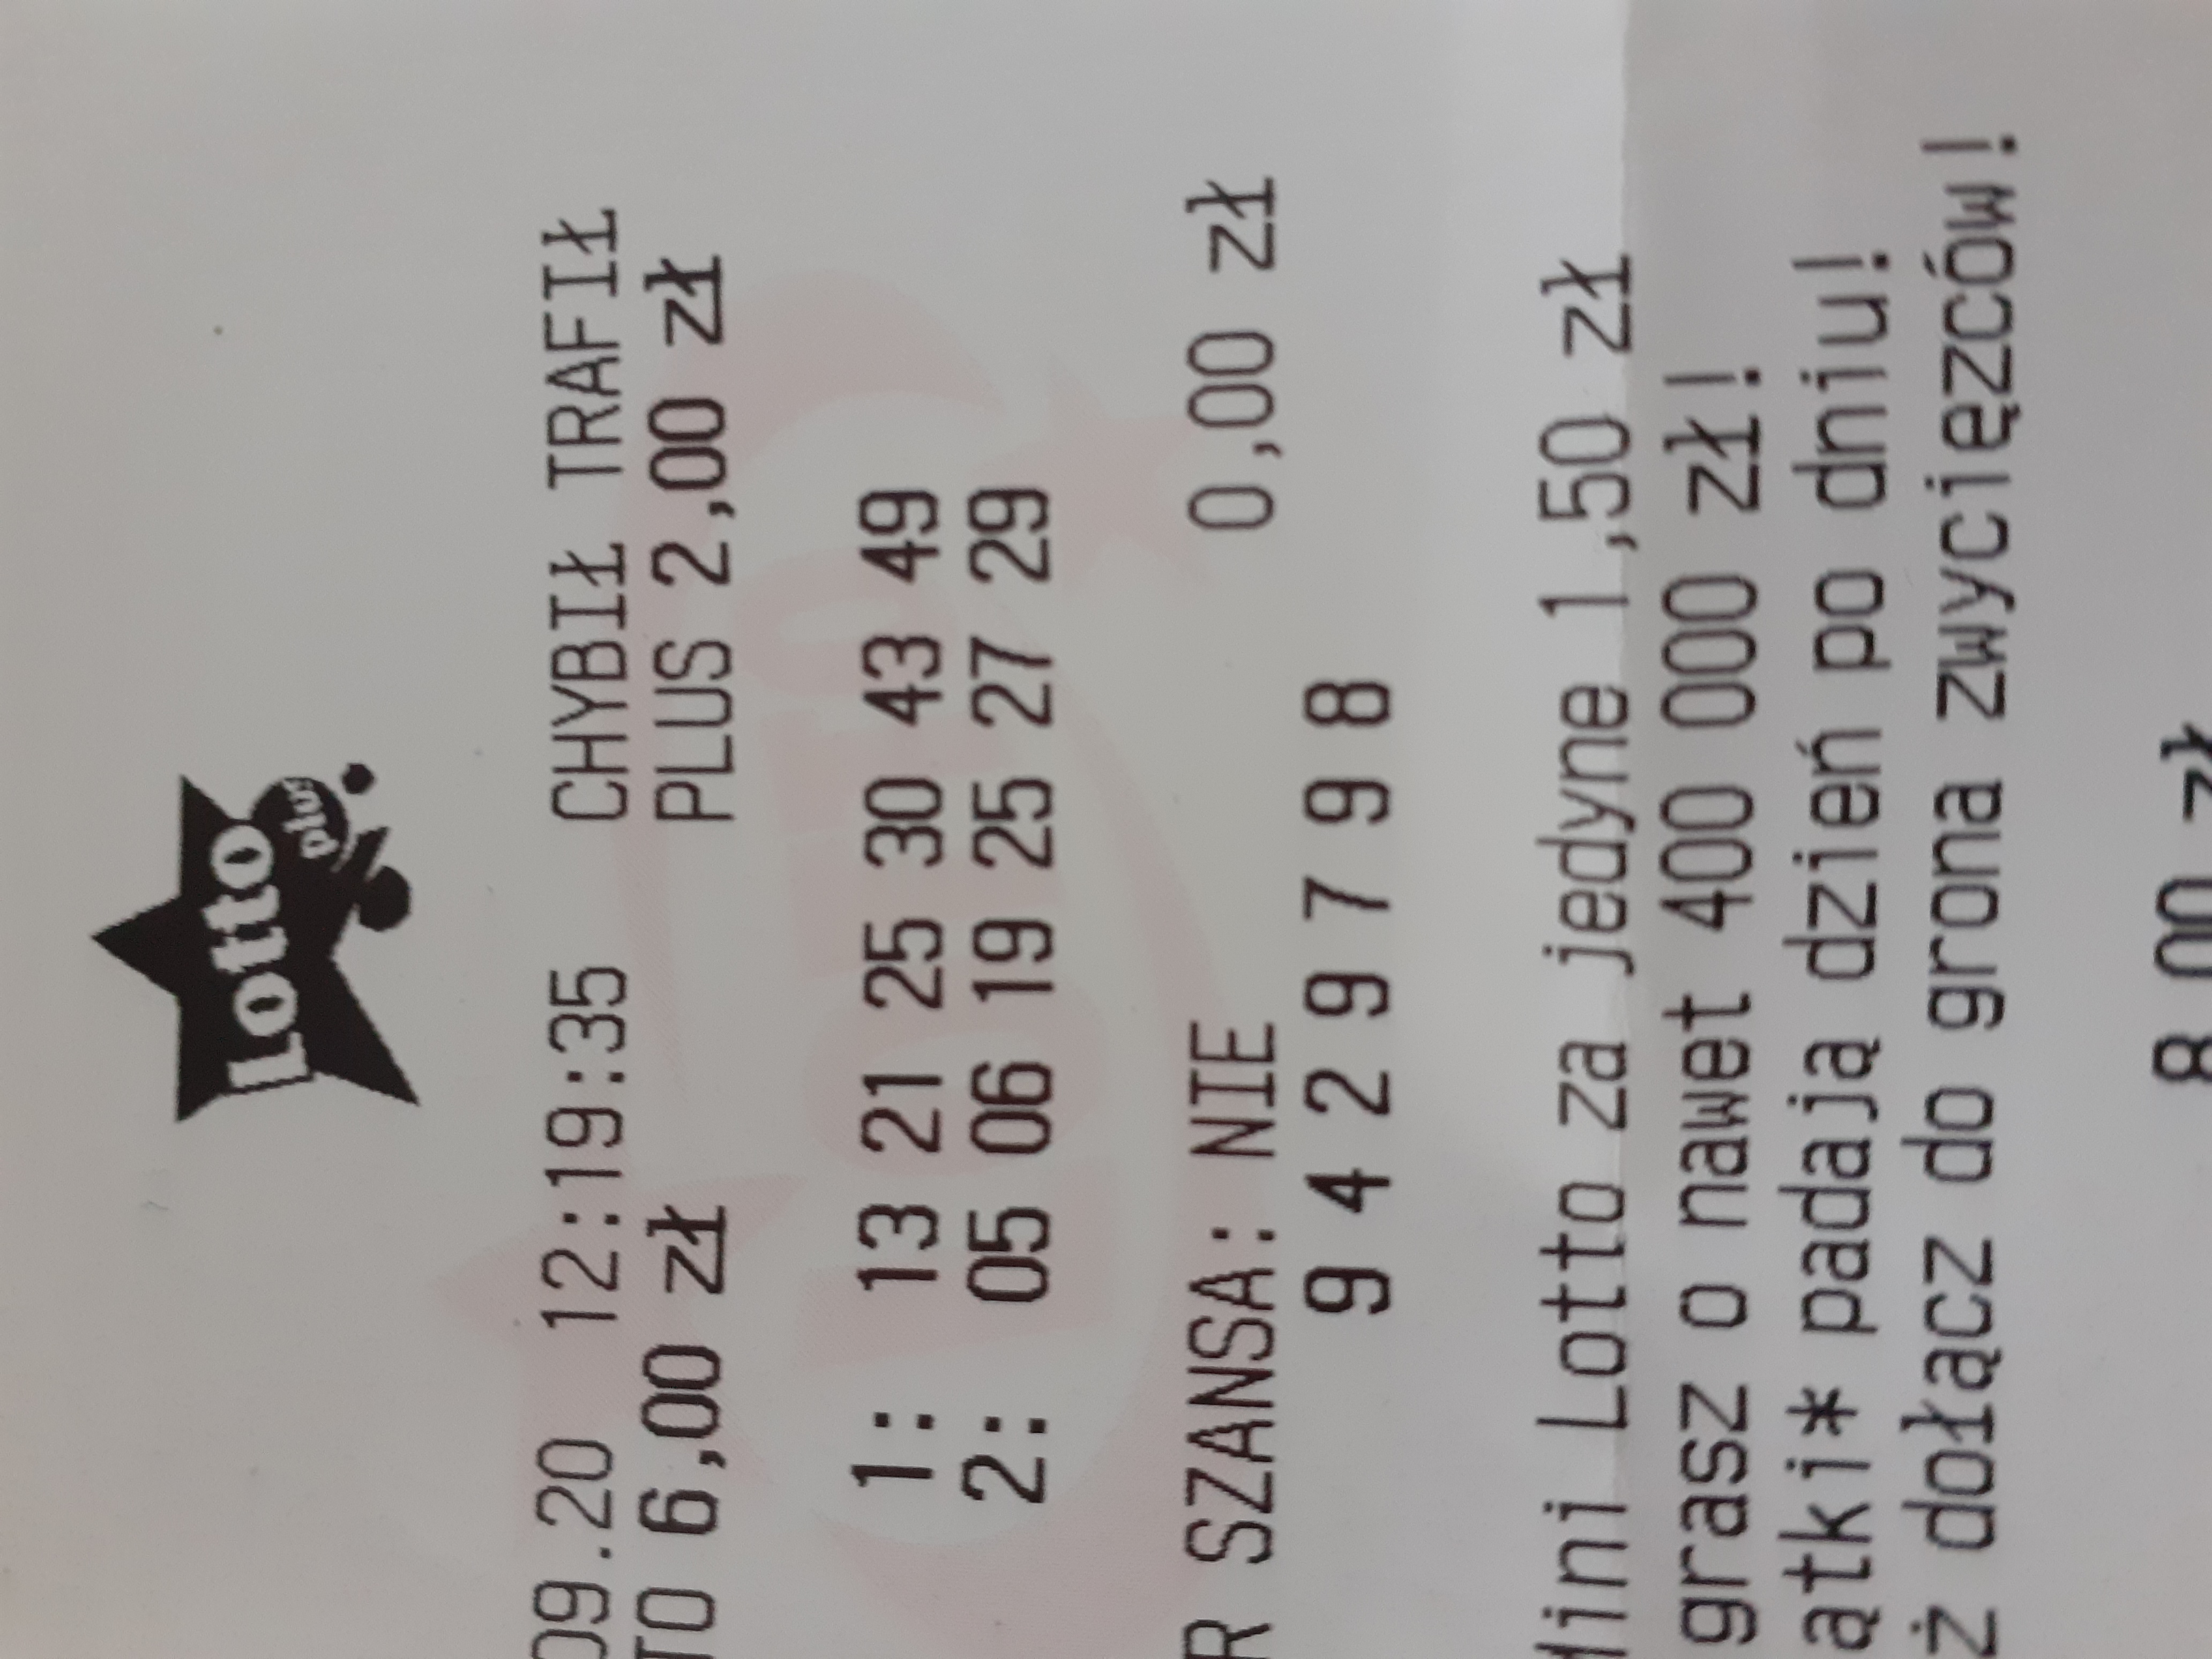 lotto
plus
09.20 12:19:35 CHYBIŁ TRAFIŁ
TO 6,00 zł PLUS 2,00 zł
1: 13 21 25 30 43 49
2: 05 06 19 25 27 29
R SZANSA: NIE 0,00 zł
9 4 2 9 7 9 8
Mini Lotto za jedyne 1,50 zł
grasz o nawet 400 000 zł!
ątki* padają dzień po dniu!
ż dołącz do grona zwycięzców!
8,00 zł